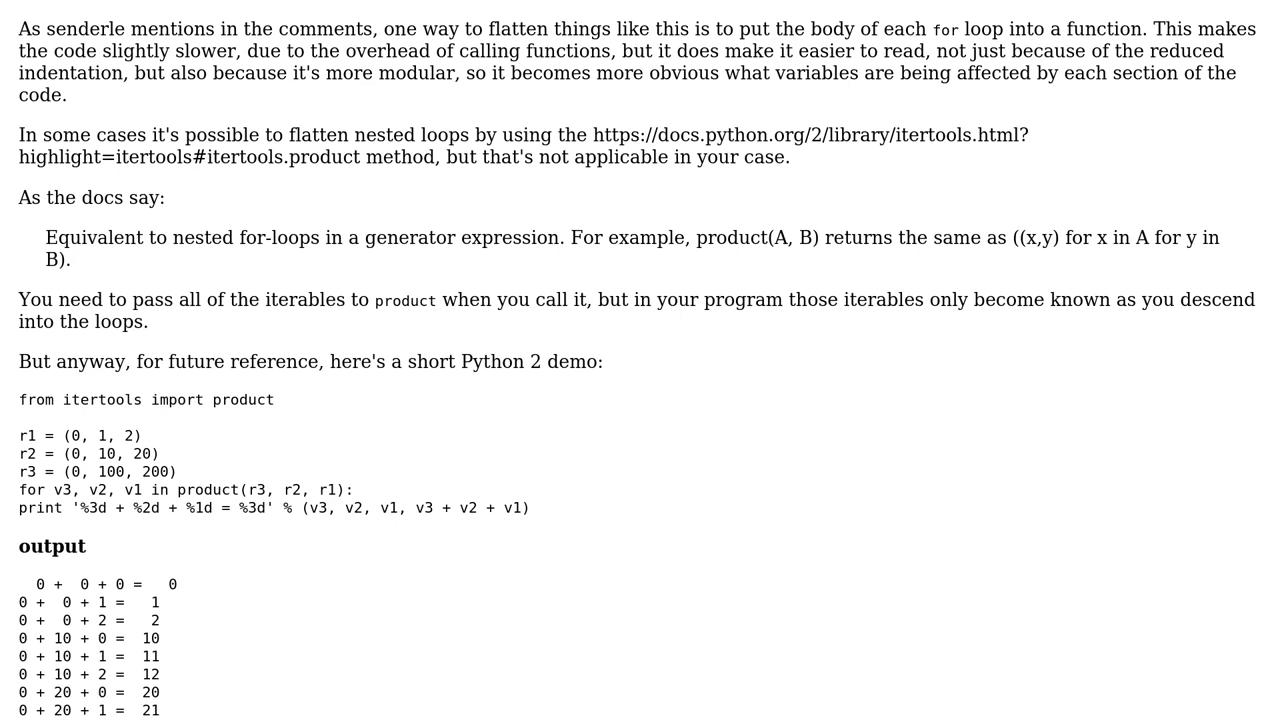 As senderle mentions in the comments, one way to flatten things like this is to put the body of each for loop into a function. This makes
the code slightly slower, due to the overhead of calling functions, but it does make it easier to read, not just because of the reduced
indentation, but also because it's more modular, so it becomes more obvious what variables are being affected by each section of the
code.
In some cases it's possible to flatten nested loops by using the https://docs.python.org/2/library/itertools.html?
highlight=itertools#itertools.product method, but that's not applicable in your case.
As the docs say:
Equivalent to nested for-loops in a generator expression. For example, product(A, B) returns the same as ((x,y) for x in A for y in
B).
You need to pass all of the iterables to product when you call it, but in your program those iterables only become known as you descend
into the loops.
But anyway, for future reference, here's a short Python 2 demo:
from itertools import product
r1 = (0, 1, 2)
r2 = (0, 10, 20)
r3 = (0, 100, 200)
for v3, v2, v1 in product(r3, r2, r1):
print '%3d + %2d + %1d = %3d' % (v3, v2, v1, v3 + v2 + v1)
output
  0 +  0 + 0 =   0
0 +  0 + 1 =   1
0 +  0 + 2 =   2
0 + 10 + 0 =  10
0 + 10 + 1 =  11
0 + 10 + 2 =  12
0 + 20 + 0 =  20
0 + 20 + 1 =  21